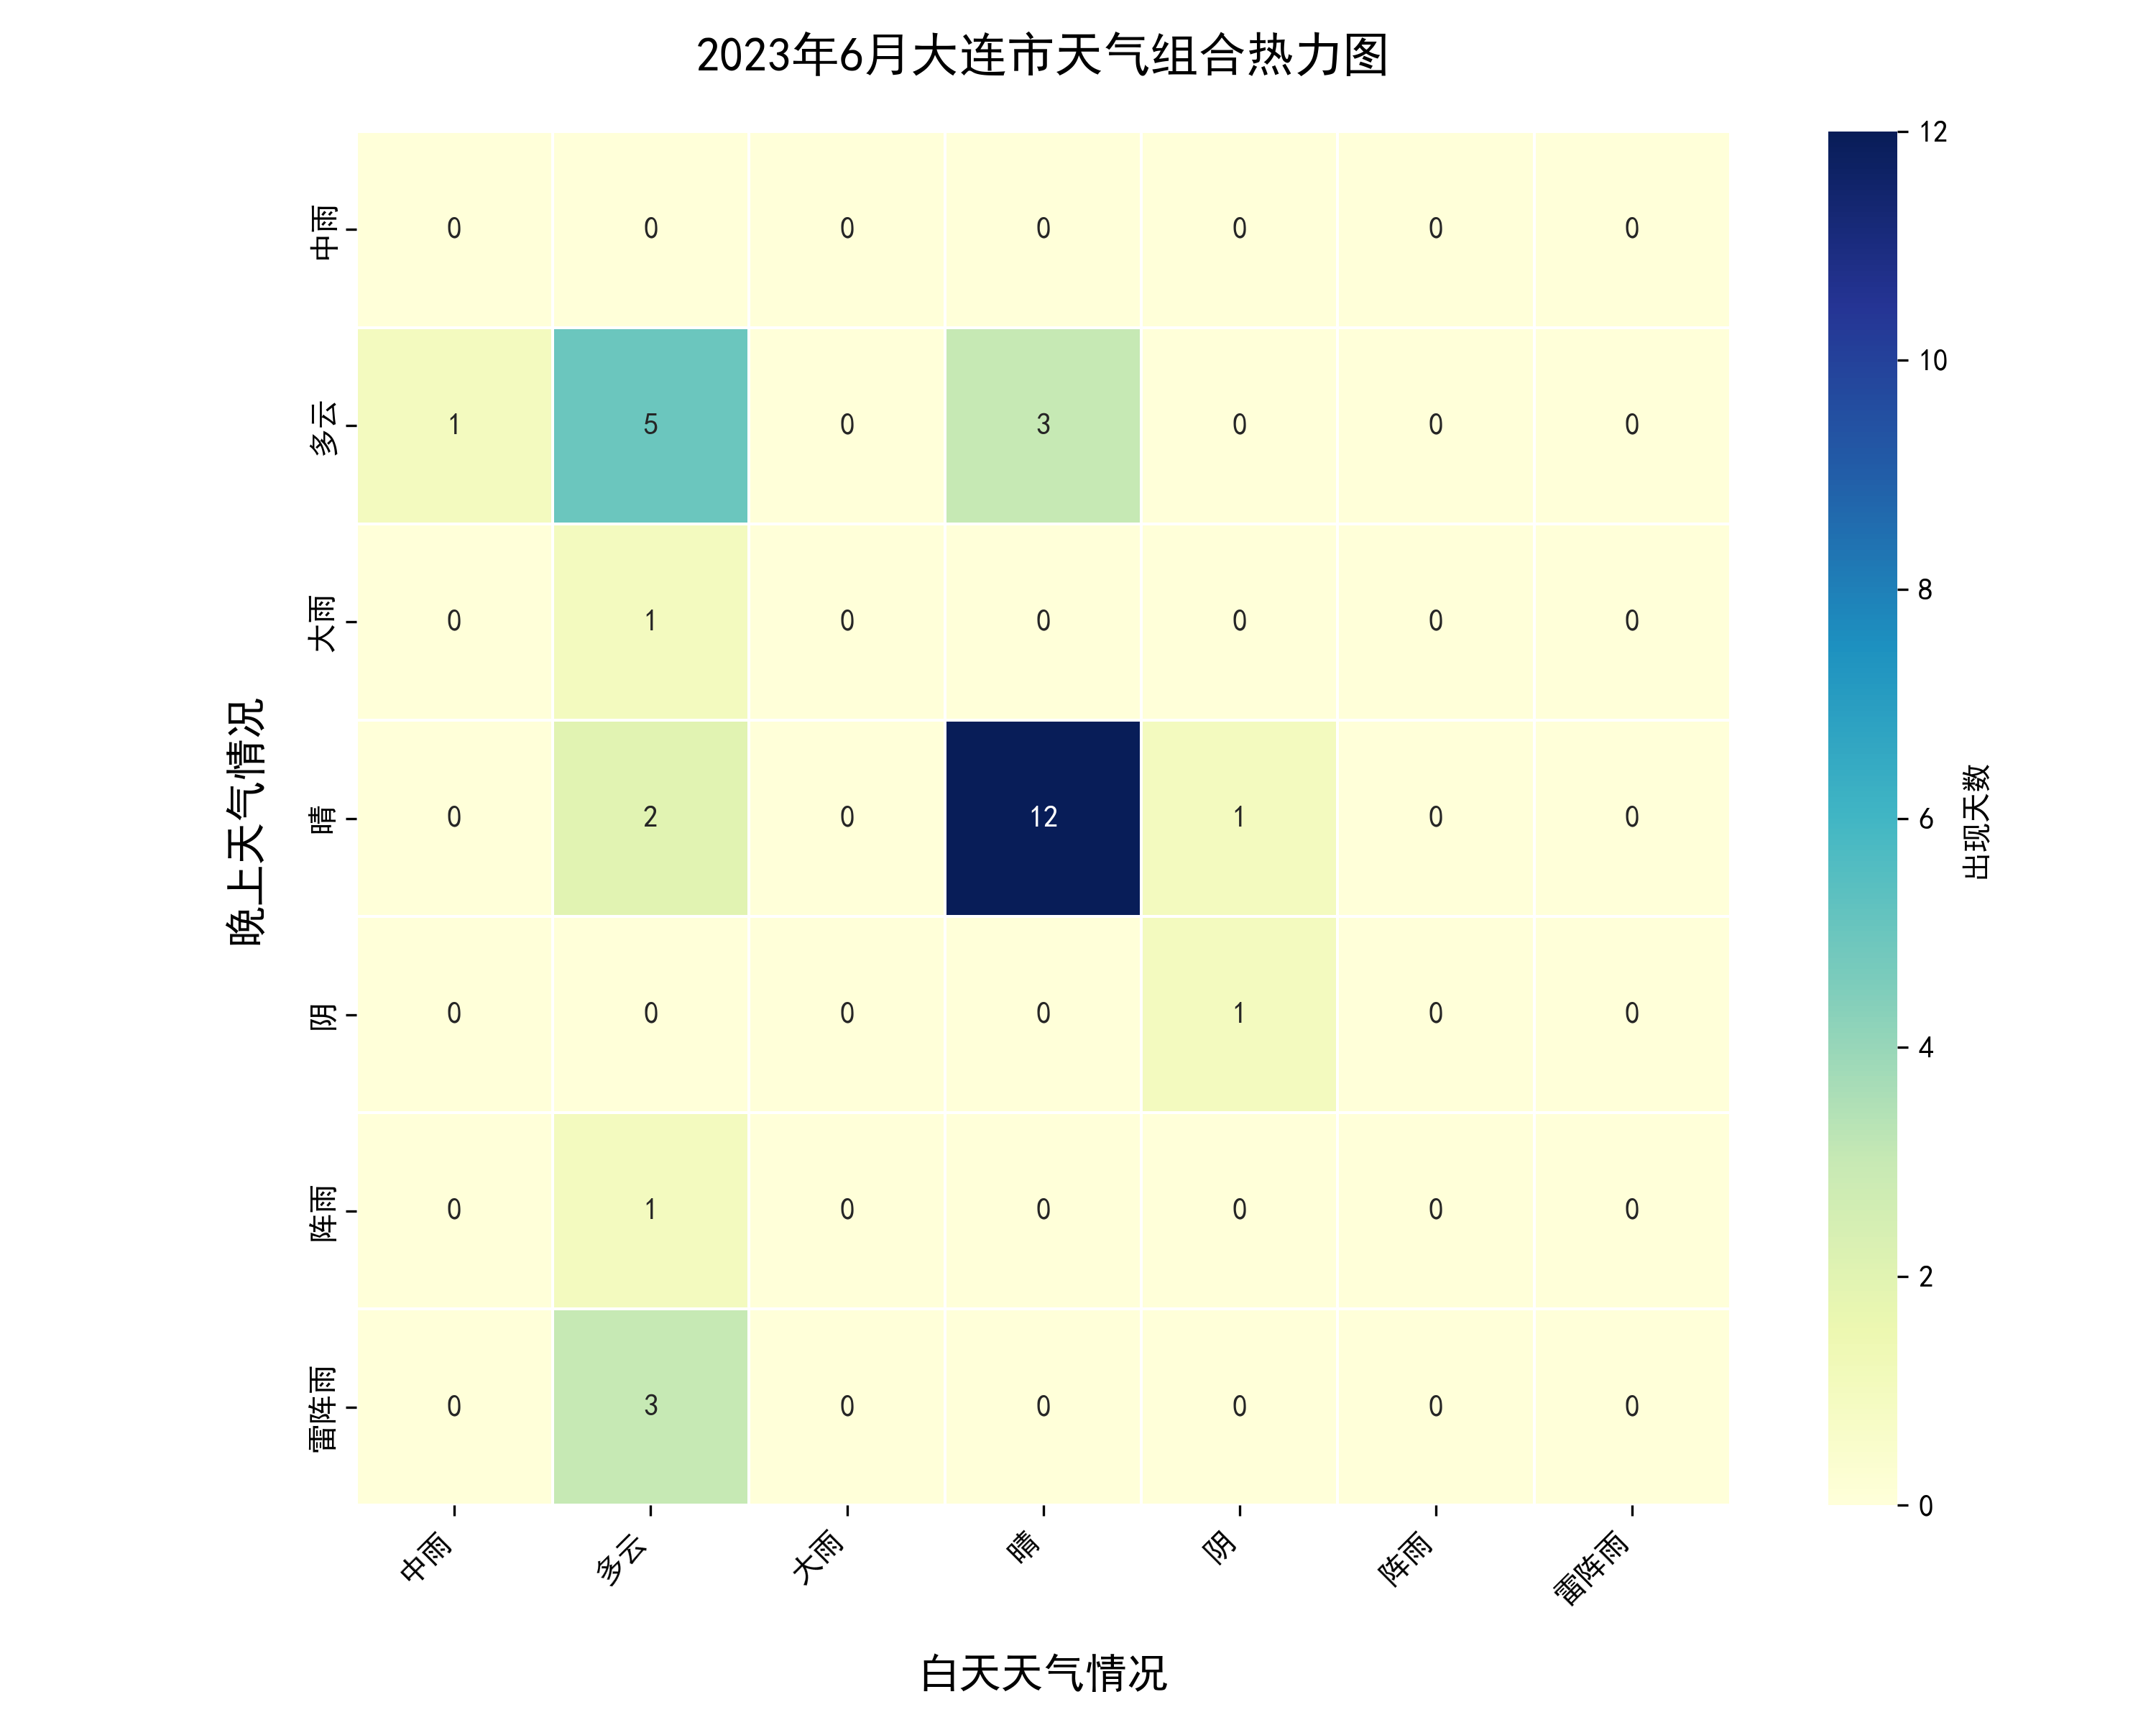 2023年6月大连市天气组合热力图
中雨 0 0 0 0 0 0 0
多云 1 5 0 3 0 0 0
大雨 0 1 0 0 0 0 0
晴 0 2 0 12 1 0 0
阴 0 0 0 0 1 0 0
阵雨 0 1 0 0 0 0 0
雷阵雨 0 3 0 0 0 0 0
中雨 多云 大雨 晴 阴 阵雨 雷阵雨
白天天气情况
晚上天气情况
12
10
8
6
4
2
0
出现天数